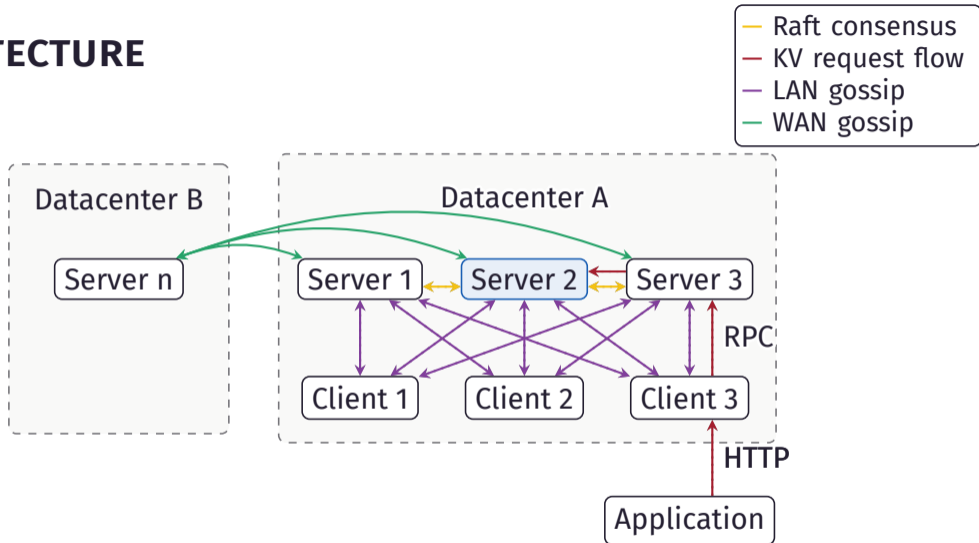 TECTURE
Raft consensus
KV request flow
LAN gossip
WAN gossip
Datacenter B
Datacenter A
Server n
Server 1
Server 2
Server 3
RPC
Client 1
Client 2
Client 3
HTTP
Application